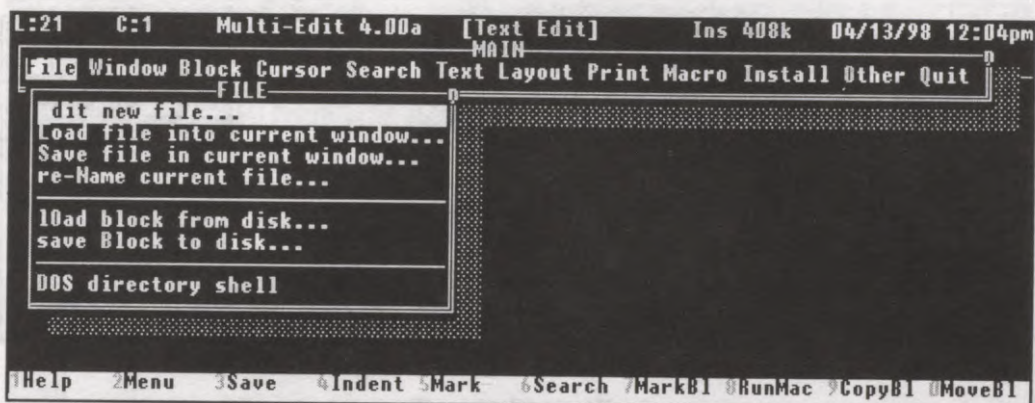 L:21 C:1 Multi-Edit 4.00a [Text Edit] Ins 408k 04/13/98 12:04pm
MAIN
File Window Block Cursor Search Text Layout Print Macro Install Other Quit
FILE
dit new file...
Load file into current window...
Save file in current window...
re-Name current file...
lOad block from disk...
save Block to disk...
DOS directory shell
1Help 2Menu 3Save 4Indent 5Mark 6Search 7MarkBl 8RunMac 9CopyBl 0MoveBl